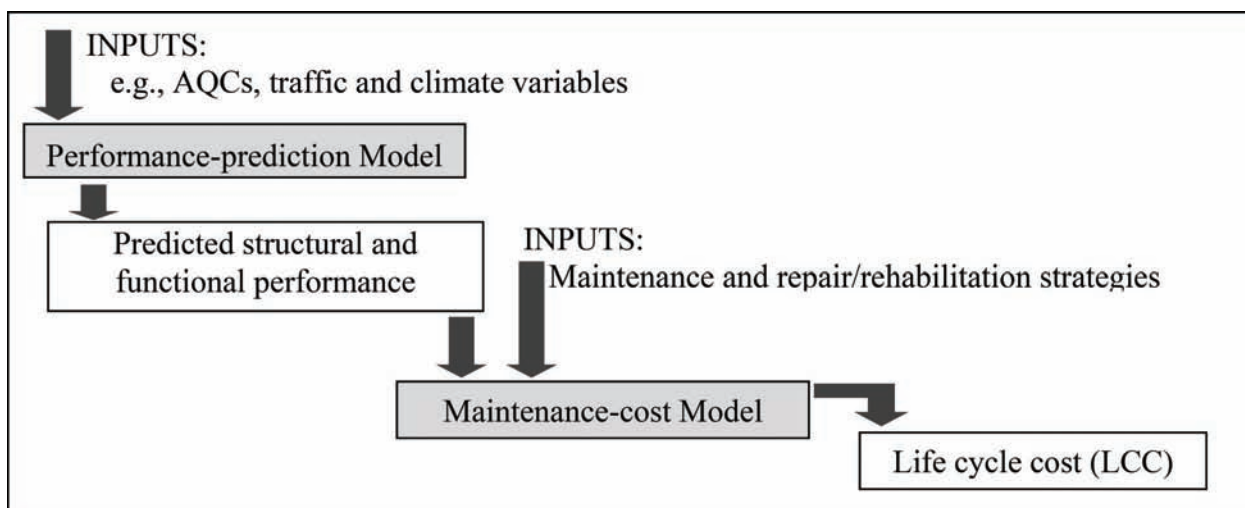 INPUTS:
e.g., AQCs, traffic and climate variables
Performance-prediction Model
Predicted structural and
functional performance
INPUTS:
Maintenance and repair/rehabilitation strategies
Maintenance-cost Model
Life cycle cost (LCC)